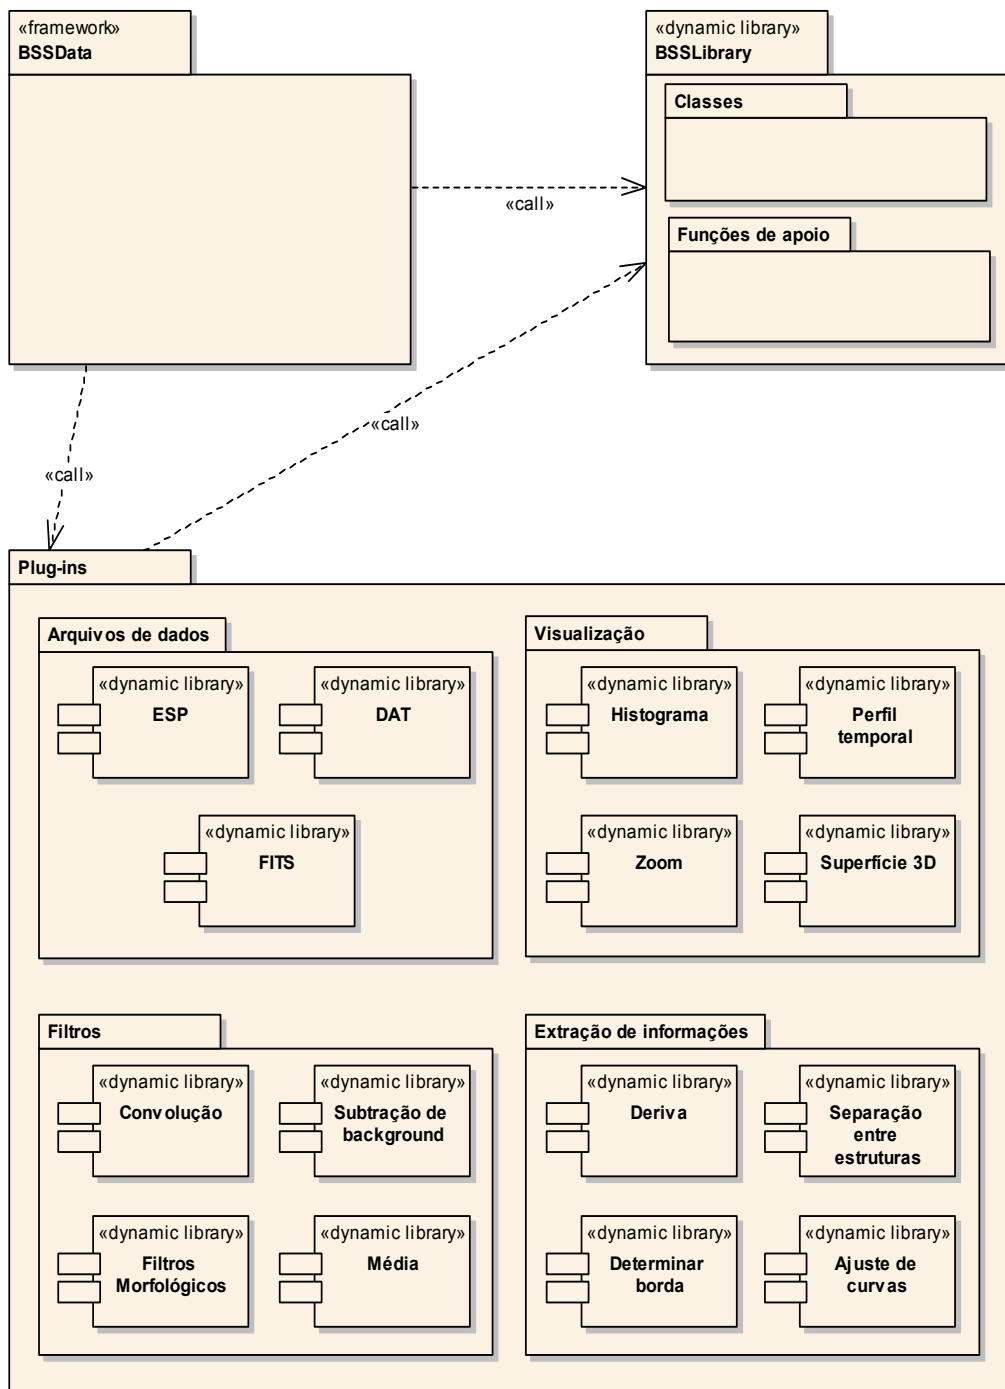 «framework»
BSSData
«dynamic library»
BSSLibrary
Classes
Funções de apoio
«call»
«call»
«call»
Plug-ins
Arquivos de dados
«dynamic library»
ESP
«dynamic library»
DAT
«dynamic library»
FITS
Visualização
«dynamic library»
Histograma
«dynamic library»
Perfil
temporal
«dynamic library»
Zoom
«dynamic library»
Superfície 3D
Filtros
«dynamic library»
Convolução
«dynamic library»
Subtração de
background
«dynamic library»
Filtros
Morfológicos
«dynamic library»
Média
Extração de informações
«dynamic library»
Deriva
«dynamic library»
Separação
entre
estruturas
«dynamic library»
Determinar
borda
«dynamic library»
Ajuste de
curvas